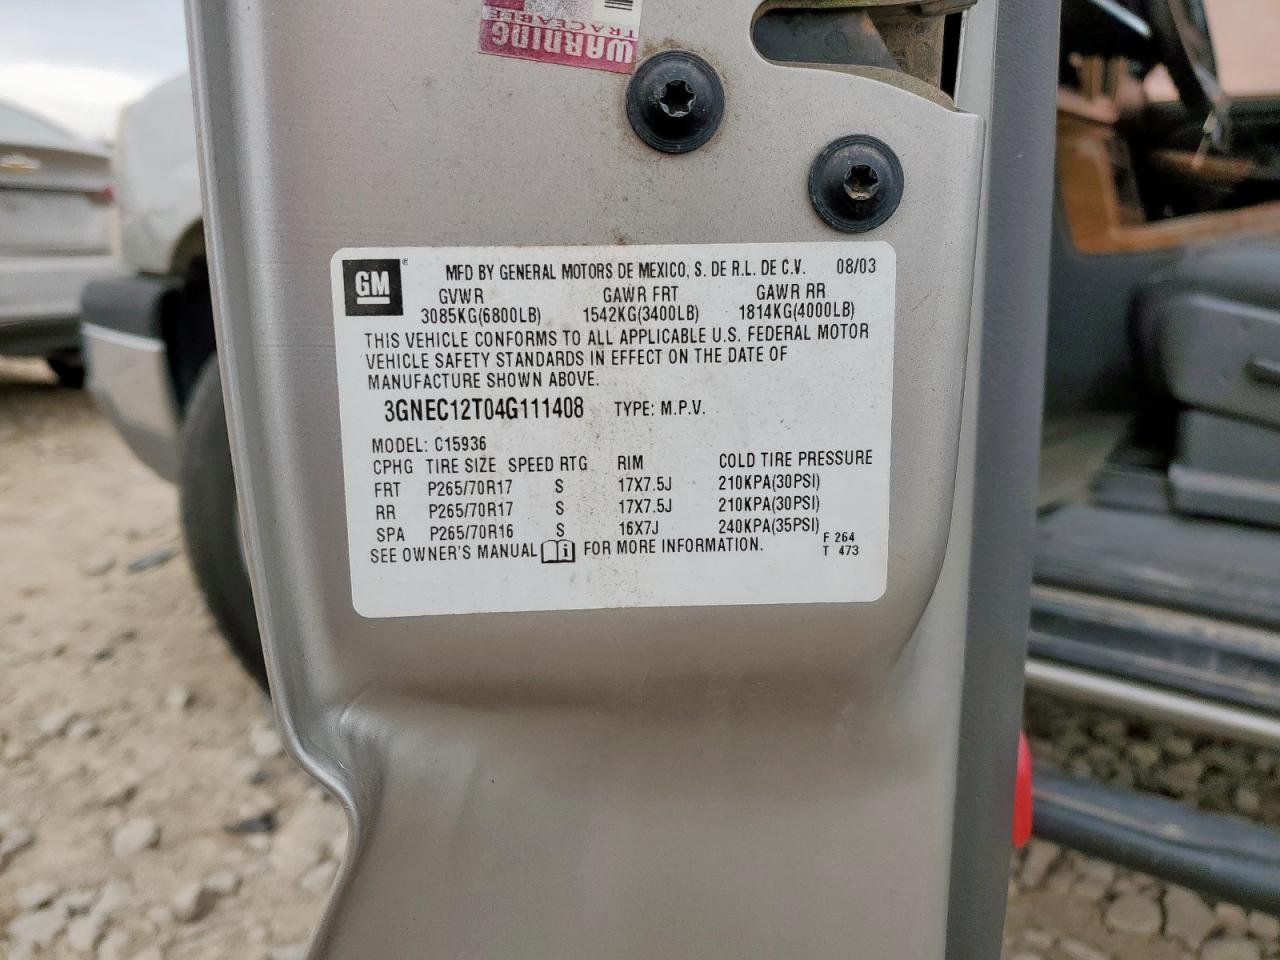 WARNING
TRACEABLE
GM
MFD BY GENERAL MOTORS DE MEXICO, S. DE R.L. DE C.V. 08/03
GVWR GAWR FRT GAWR RR
3085KG(6800LB) 1542KG(3400LB) 1814KG(4000LB)
THIS VEHICLE CONFORMS TO ALL APPLICABLE U.S. FEDERAL MOTOR
VEHICLE SAFETY STANDARDS IN EFFECT ON THE DATE OF
MANUFACTURE SHOWN ABOVE.
3GNEC12T04G111408 TYPE: M.P.V.
MODEL: C15936
CPHG TIRE SIZE SPEED RTG RIM COLD TIRE PRESSURE
FRT P265/70R17 S 17X7.5J 210KPA(30PSI)
RR P265/70R17 S 17X7.5J 210KPA(30PSI)
SPA P265/70R16 S 16X7J 240KPA(35PSI)
SEE OWNER'S MANUAL i FOR MORE INFORMATION. F 264
T 473